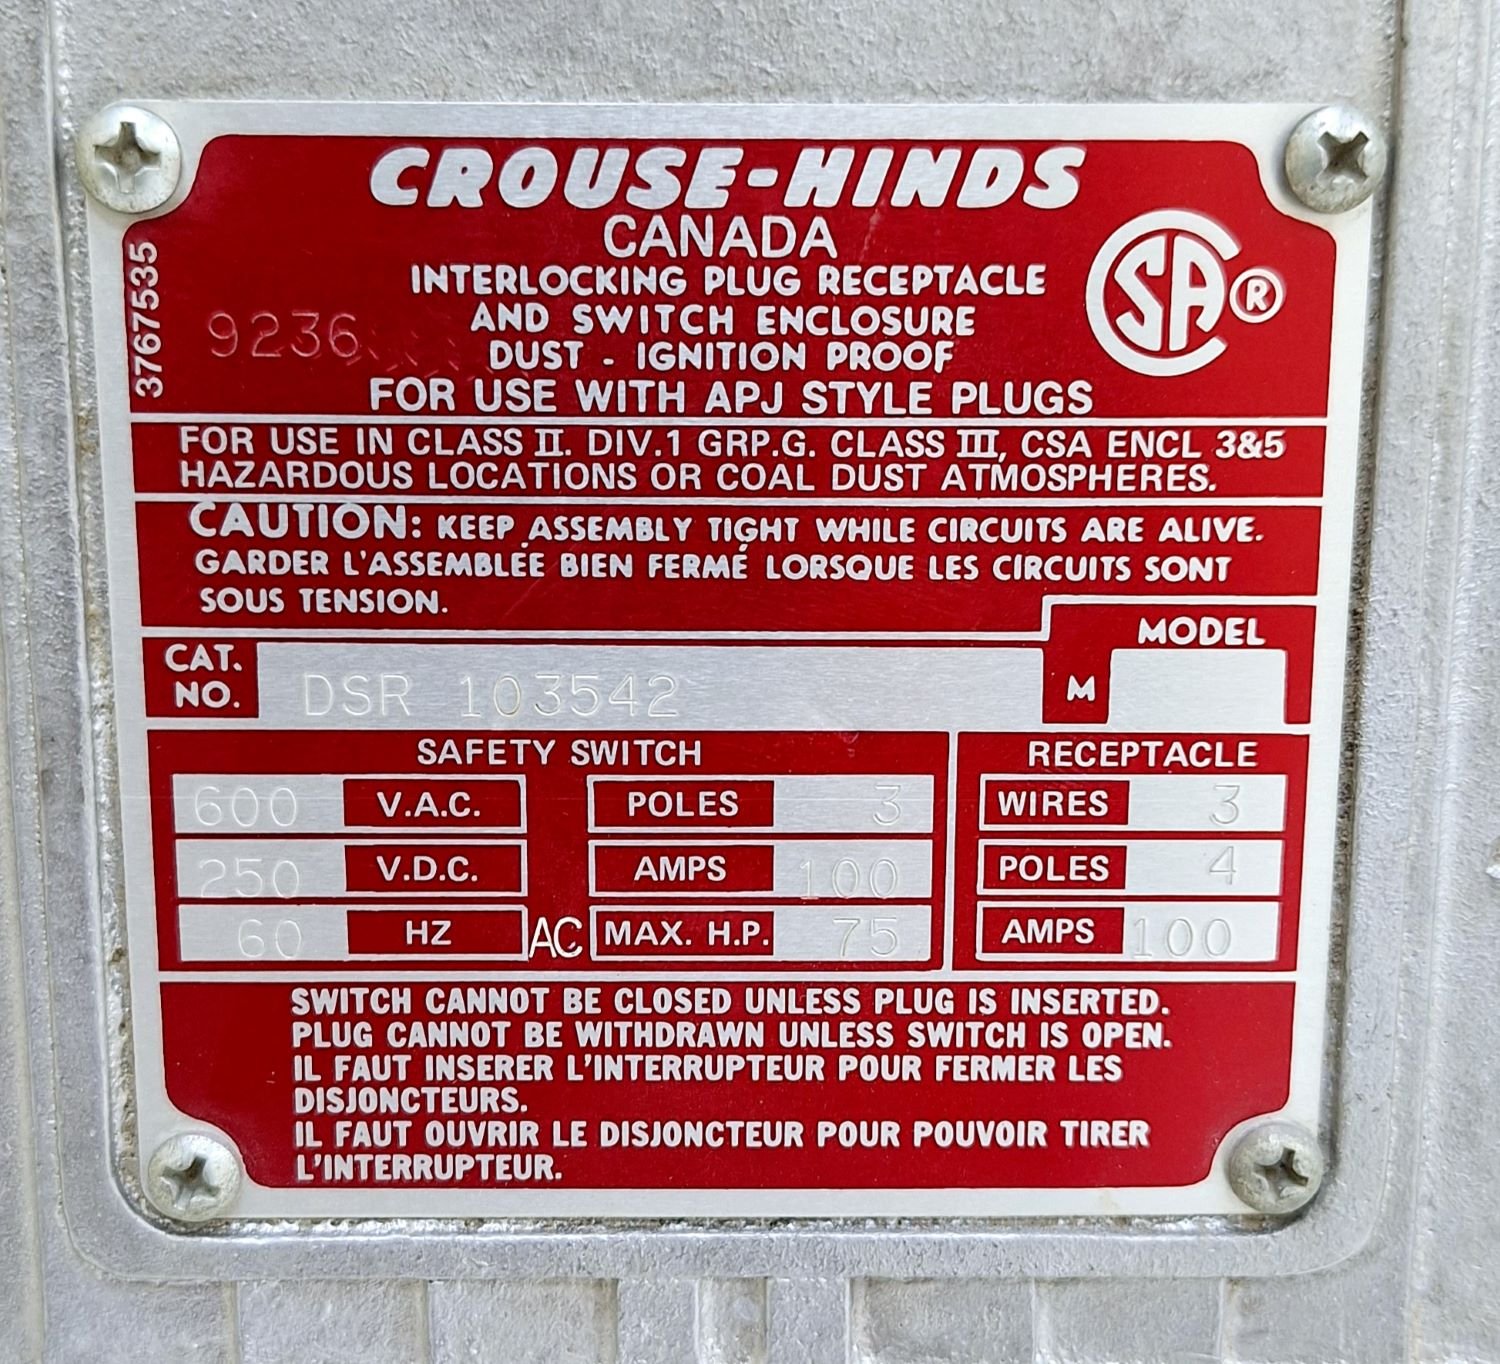 CROUSE-HINDS
CANADA
INTERLOCKING PLUG RECEPTACLE
AND SWITCH ENCLOSURE
DUST - IGNITION PROOF
FOR USE WITH APJ STYLE PLUGS
3767535
9236
CSA ®
FOR USE IN CLASS II. DIV.1 GRP.G. CLASS III, CSA ENCL 3&5
HAZARDOUS LOCATIONS OR COAL DUST ATMOSPHERES.
CAUTION: KEEP ASSEMBLY TIGHT WHILE CIRCUITS ARE ALIVE.
GARDER L'ASSEMBLÉE BIEN FERMÉ LORSQUE LES CIRCUITS SONT
SOUS TENSION.
MODEL
CAT. NO. DSR 103542 M
SAFETY SWITCH
600 V.A.C. POLES 3
250 V.D.C. AMPS 100
60 HZ AC MAX. H.P. 75
RECEPTACLE
WIRES 3
POLES 4
AMPS 100
SWITCH CANNOT BE CLOSED UNLESS PLUG IS INSERTED.
PLUG CANNOT BE WITHDRAWN UNLESS SWITCH IS OPEN.
IL FAUT INSERER L'INTERRUPTEUR POUR FERMER LES
DISJONCTEURS.
IL FAUT OUVRIR LE DISJONCTEUR POUR POUVOIR TIRER
L'INTERRUPTEUR.